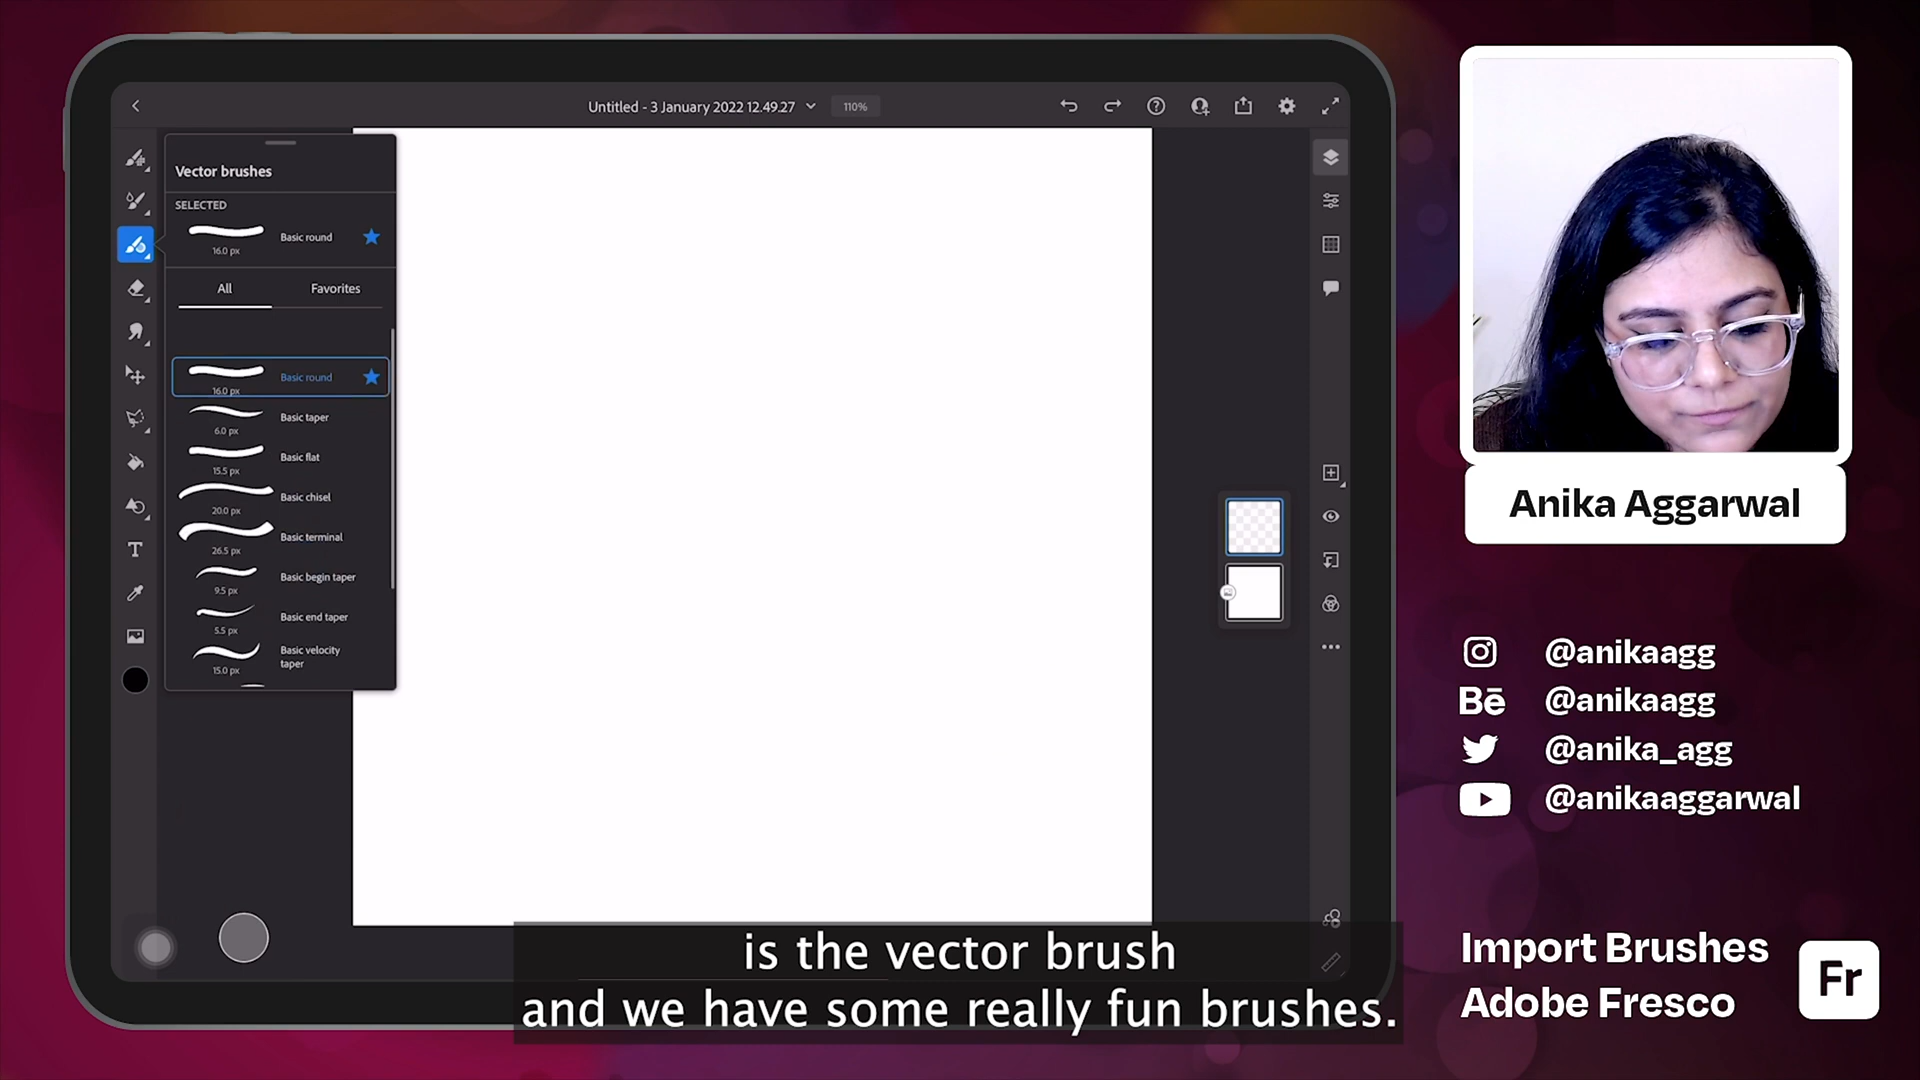 Untitled - 3 January 2022 12.49.27
110%
Vector brushes
SELECTED
Basic round
16.0 px
All
Favorites
Basic round
16.0 px
Basic taper
6.0 px
Basic flat
15.5 px
Basic chisel
20.0 px
Basic terminal
26.5 px
Basic begin taper
9.5 px
Basic end taper
5.5 px
Basic velocity
taper
15.0 px
T
is the vector brush
and we have some really fun brushes.
Anika Aggarwal
@anikaagg
Bē
@anikaagg
@anika_agg
@anikaaggarwal
Import Brushes
Adobe Fresco
Fr